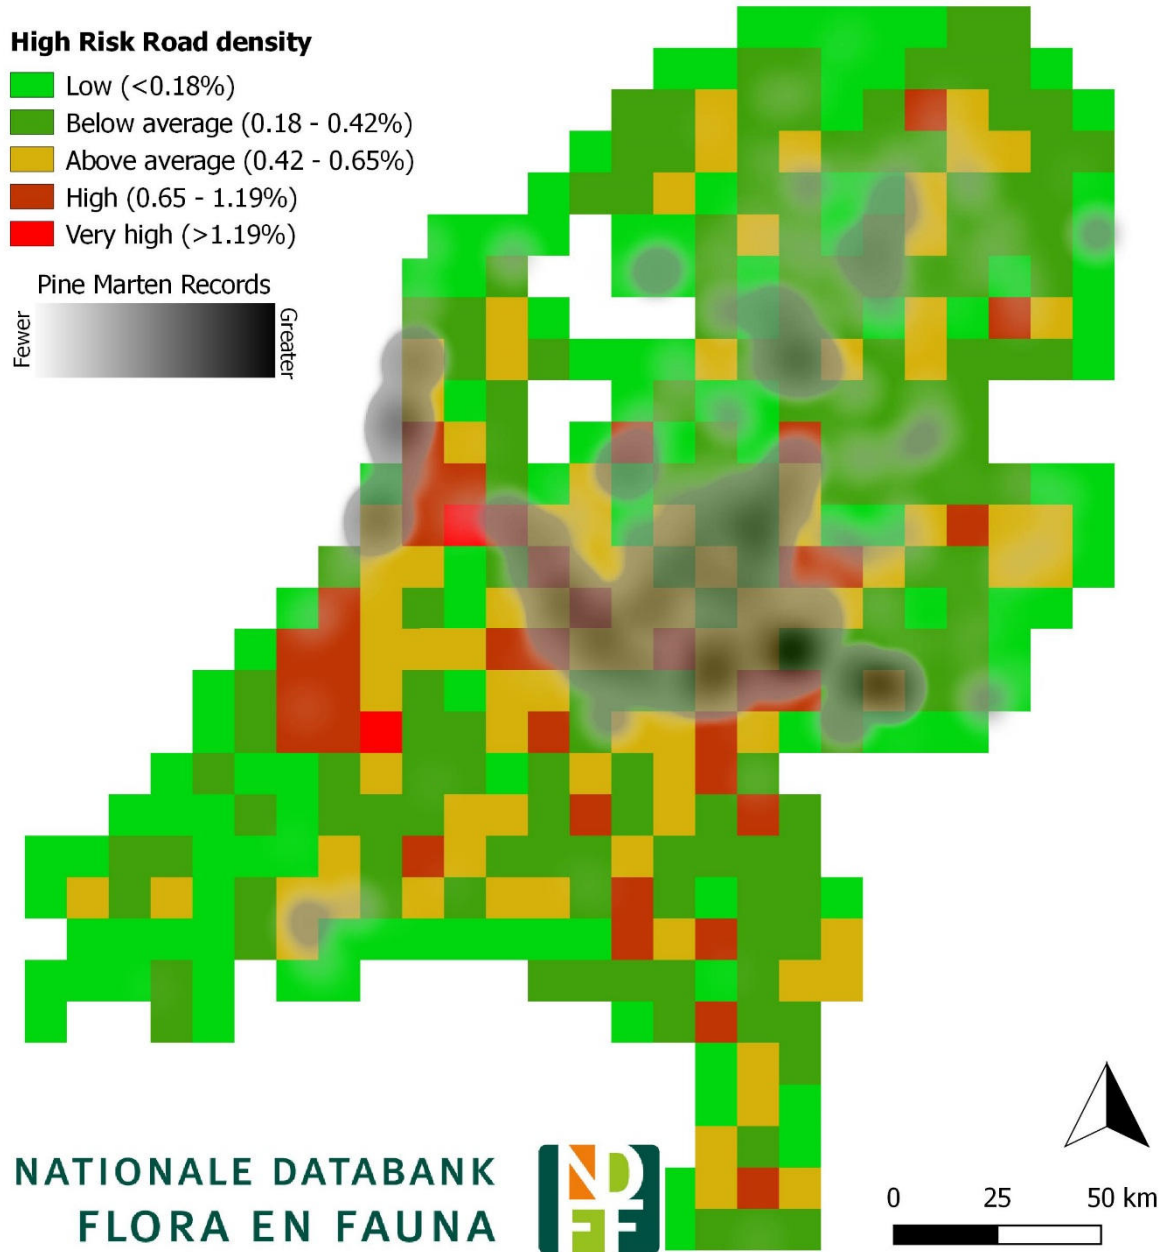 High Risk Road density
Low (<0.18%)
Below average (0.18 - 0.42%)
Above average (0.42 - 0.65%)
High (0.65 - 1.19%)
Very high (>1.19%)
Pine Marten Records
Fewer
Greater
NATIONALE DATABANK
FLORA EN FAUNA
ND
FF
0 25 50 km